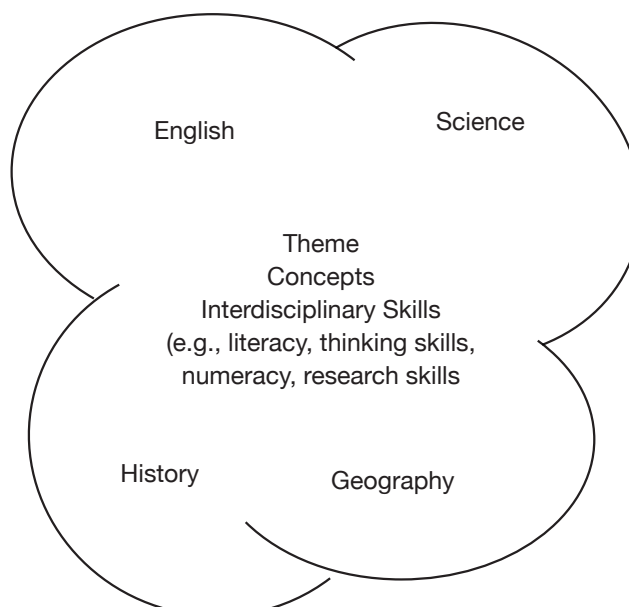 English
Science
Theme
Concepts
Interdisciplinary Skills
(e.g., literacy, thinking skills,
numeracy, research skills
History
Geography